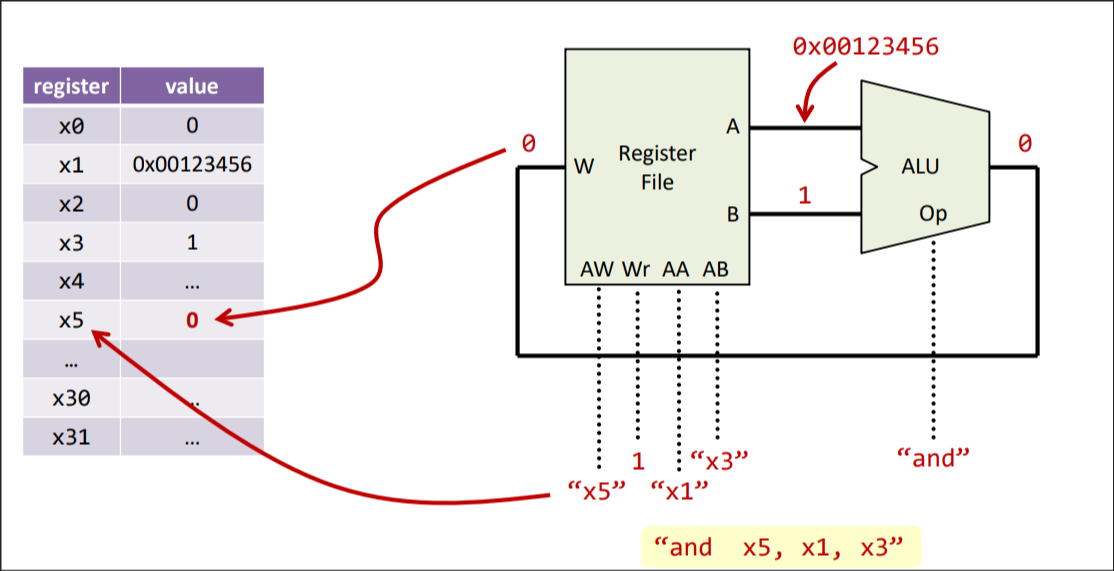 register value
x0 0
x1 0x00123456
x2 0
x3 1
x4 ...
x5 0
...
x30 ...
x31 ...
0x00123456
0
W
Register
File
A
B
AW Wr AA AB
1
ALU
Op
0
“x5”
1
“x1”
“x3”
“and”
“and x5, x1, x3”